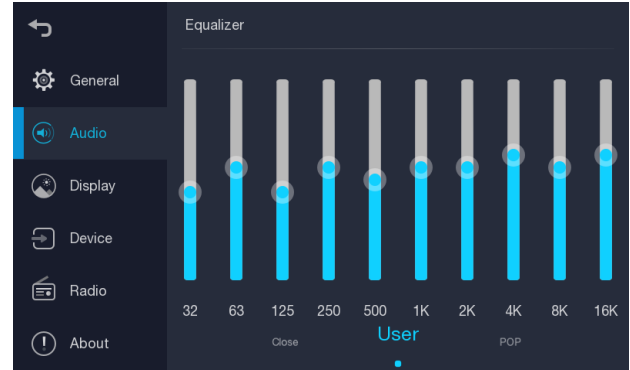 Equalizer
General
Audio
Display
Device
Radio
About
32 63 125 250 500 1K 2K 4K 8K 16K
Close User POP